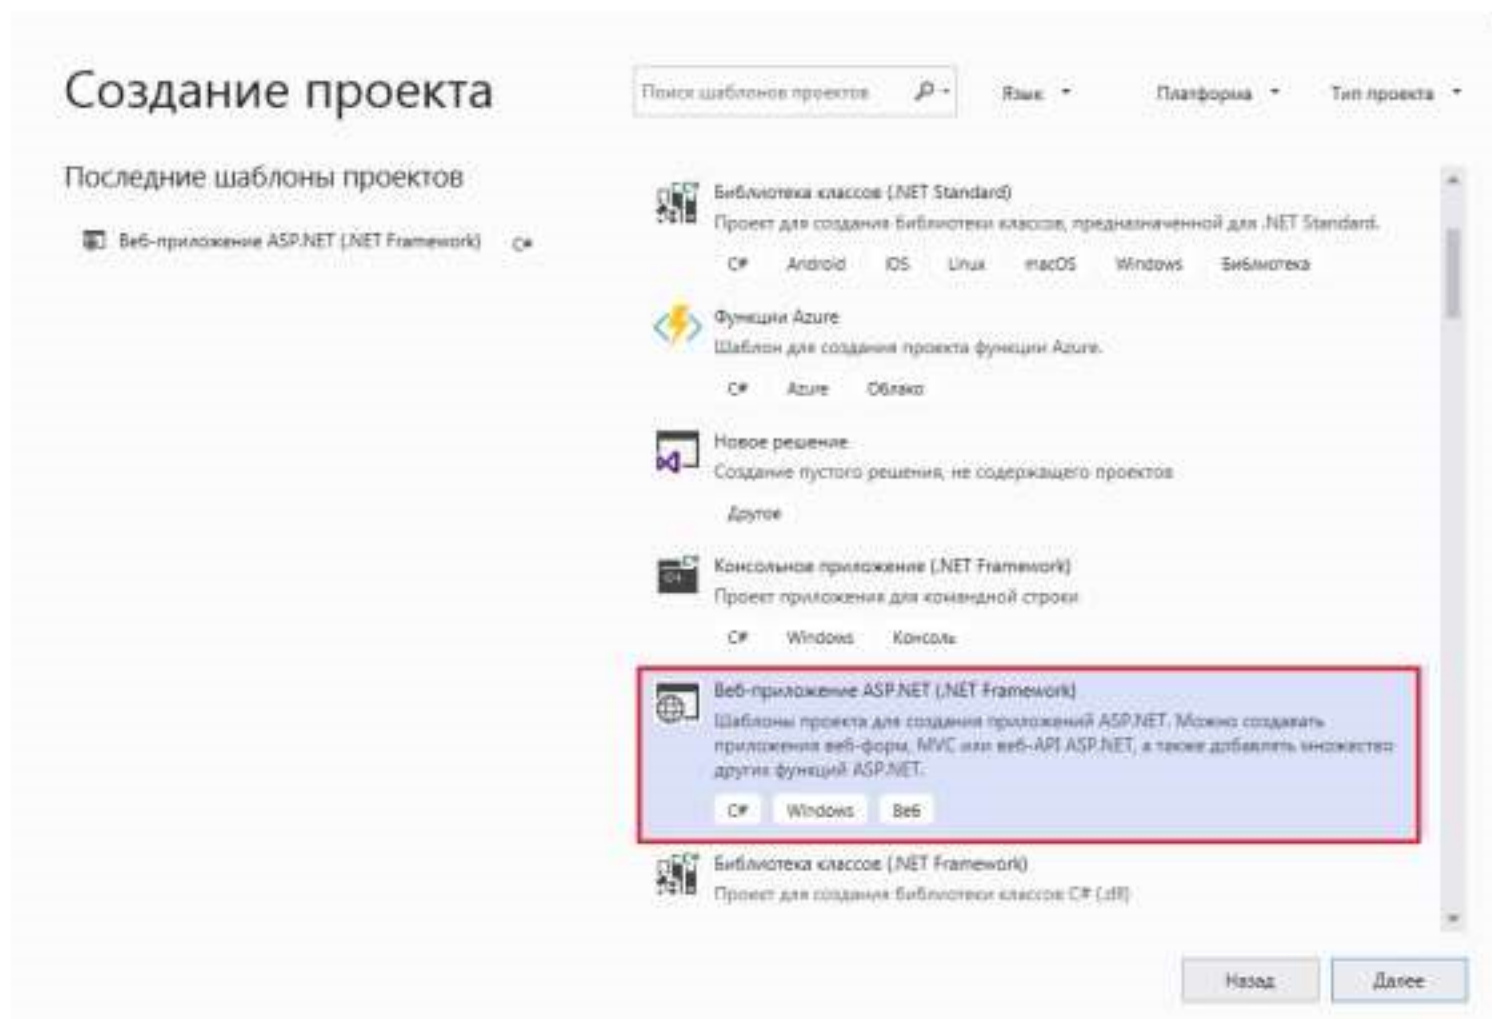 Создание проекта
Поиск шаблонов проектов
Язык
Платформа
Тип проекта
Последние шаблоны проектов
Веб-приложение ASP.NET (.NET Framework) C#
Библиотека классов (.NET Standard)
Проект для создания библиотеки классов, предназначенной для .NET Standard.
C# Android iOS Linux macOS Windows Библиотека
Функции Azure
Шаблон для создания проекта функции Azure.
C# Azure Облако
Новое решение
Создание пустого решения, не содержащего проектов
Другое
Консольное приложение (.NET Framework)
Проект приложения для командной строки
C# Windows Консоль
Веб-приложение ASP.NET (.NET Framework)
Шаблоны проекта для создания приложений ASP.NET. Можно создавать
приложения веб-форм, MVC или веб-API ASP.NET, а также добавлять множество
других функций ASP.NET.
C# Windows Веб
Библиотека классов (.NET Framework)
Проект для создания библиотеки классов C# (.dll)
Назад Далее